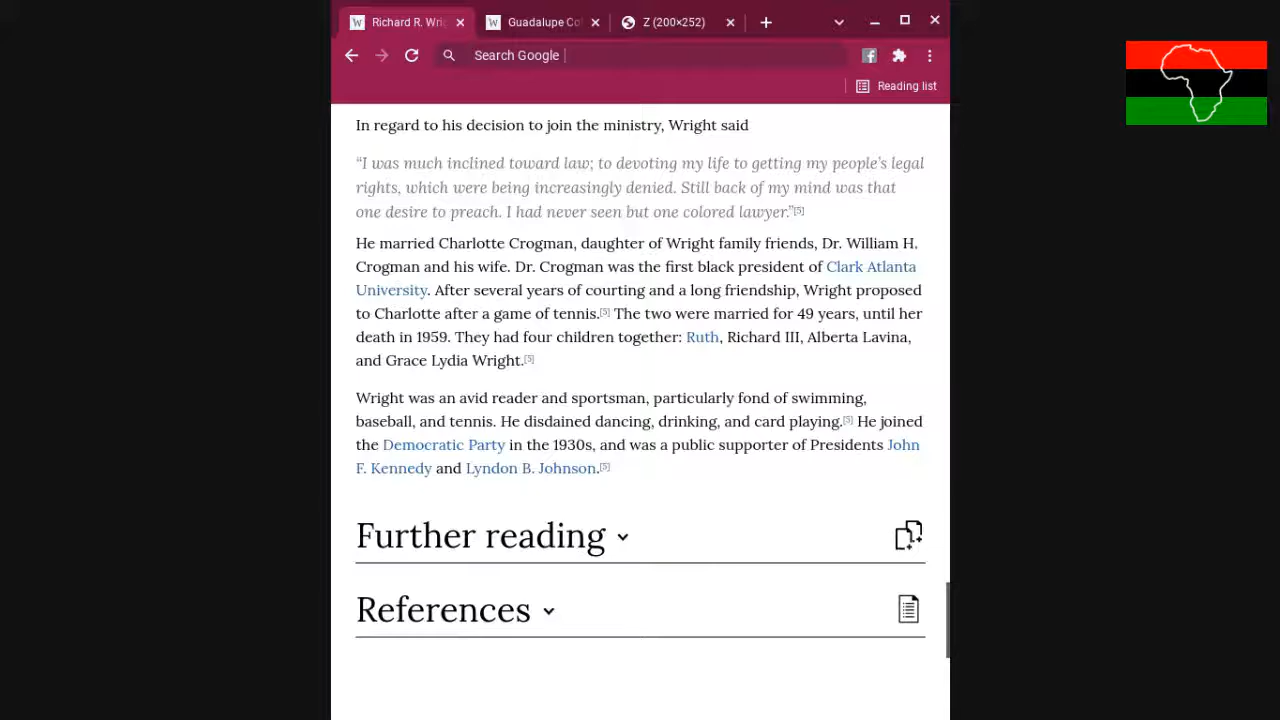 Richard R. Wri
Guadalupe Co
Z (200×252)
Search Google
Reading list
In regard to his decision to join the ministry, Wright said
“I was much inclined toward law; to devoting my life to getting my people’s legal
rights, which were being increasingly denied. Still back of my mind was that
one desire to preach. I had never seen but one colored lawyer.”[5]
He married Charlotte Crogman, daughter of Wright family friends, Dr. William H.
Crogman and his wife. Dr. Crogman was the first black president of Clark Atlanta
University. After several years of courting and a long friendship, Wright proposed
to Charlotte after a game of tennis.[5] The two were married for 49 years, until her
death in 1959. They had four children together: Ruth, Richard III, Alberta Lavina,
and Grace Lydia Wright.[5]
Wright was an avid reader and sportsman, particularly fond of swimming,
baseball, and tennis. He disdained dancing, drinking, and card playing.[5] He joined
the Democratic Party in the 1930s, and was a public supporter of Presidents John
F. Kennedy and Lyndon B. Johnson.[5]
Further reading
References